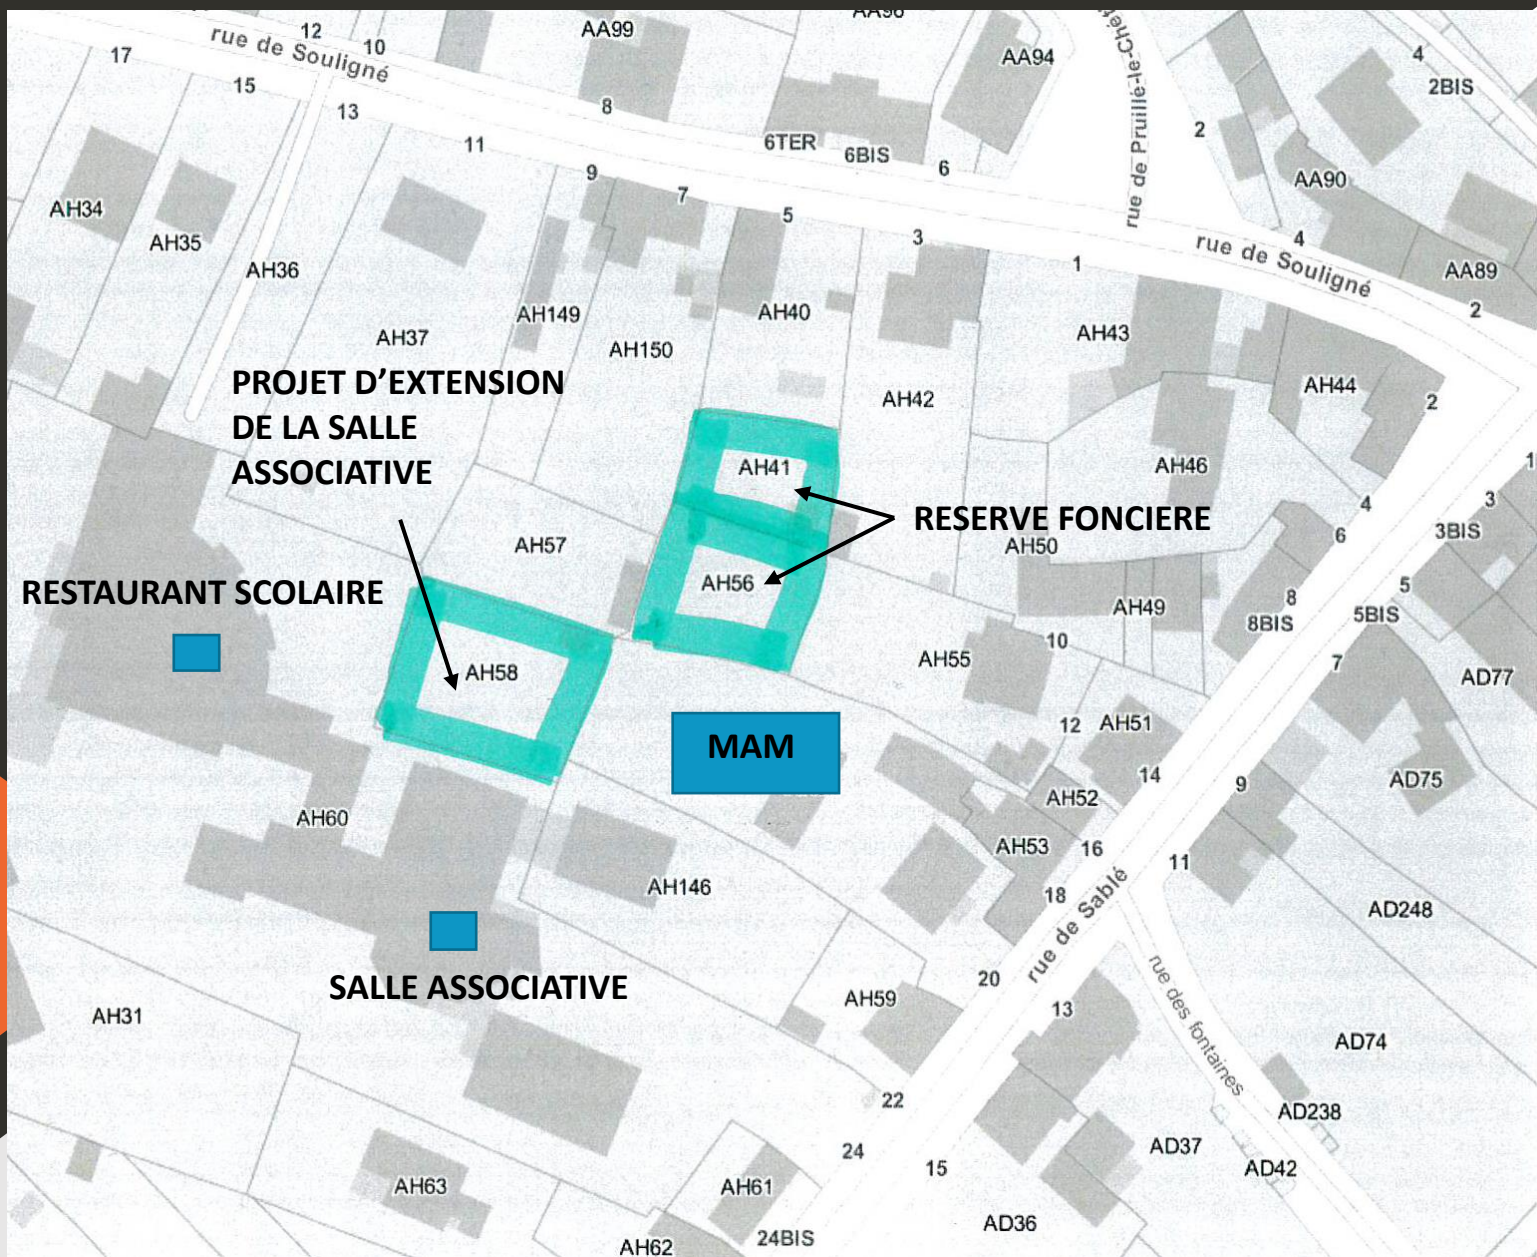 AA96
12
AA99
rue de Souligné
10
17
AA94
rue de Pruillé-le-Chéti
4
2BIS
15
13
8
11
6TER
6BIS
6
2
9
7
AA90
AH34
AH35
5
3
4
rue de Souligné
AH36
1
AA89
2
AH149
AH40
AH37
AH150
AH43
PROJET D'EXTENSION
DE LA SALLE
ASSOCIATIVE
AH42
AH44
2
AH41
AH46
1
3
4
RESERVE FONCIERE
6
3BIS
AH57
AH50
AH56
RESTAURANT SCOLAIRE
5
8
AH49
5BIS
8BIS
10
AH55
7
AH58
AD77
12
AH51
MAM
14
9
AD75
AH52
AH60
AH53
16
11
AH146
18
rue de Sablé
AD248
20
SALLE ASSOCIATIVE
AH59
13
rue des fontaines
AH31
AD74
22
AD238
24
AD37
15
AD42
AH63
AH61
AD36
24BIS
AH62